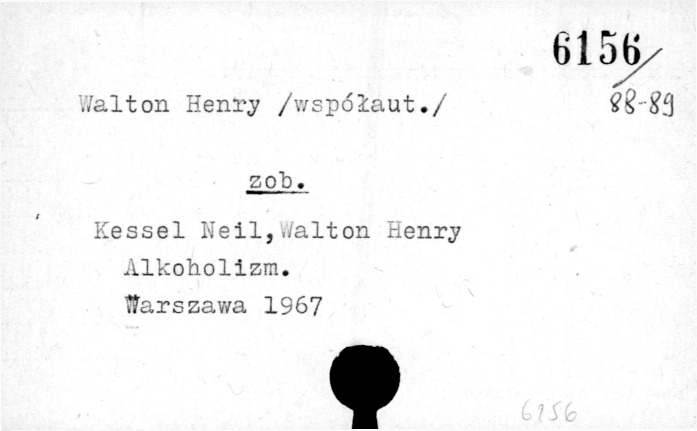 6156/
88-89
Walton Henry /współaut./
zob.
Kessel Neil,Walton Henry
Alkoholizm.
Warszawa 1967
6156